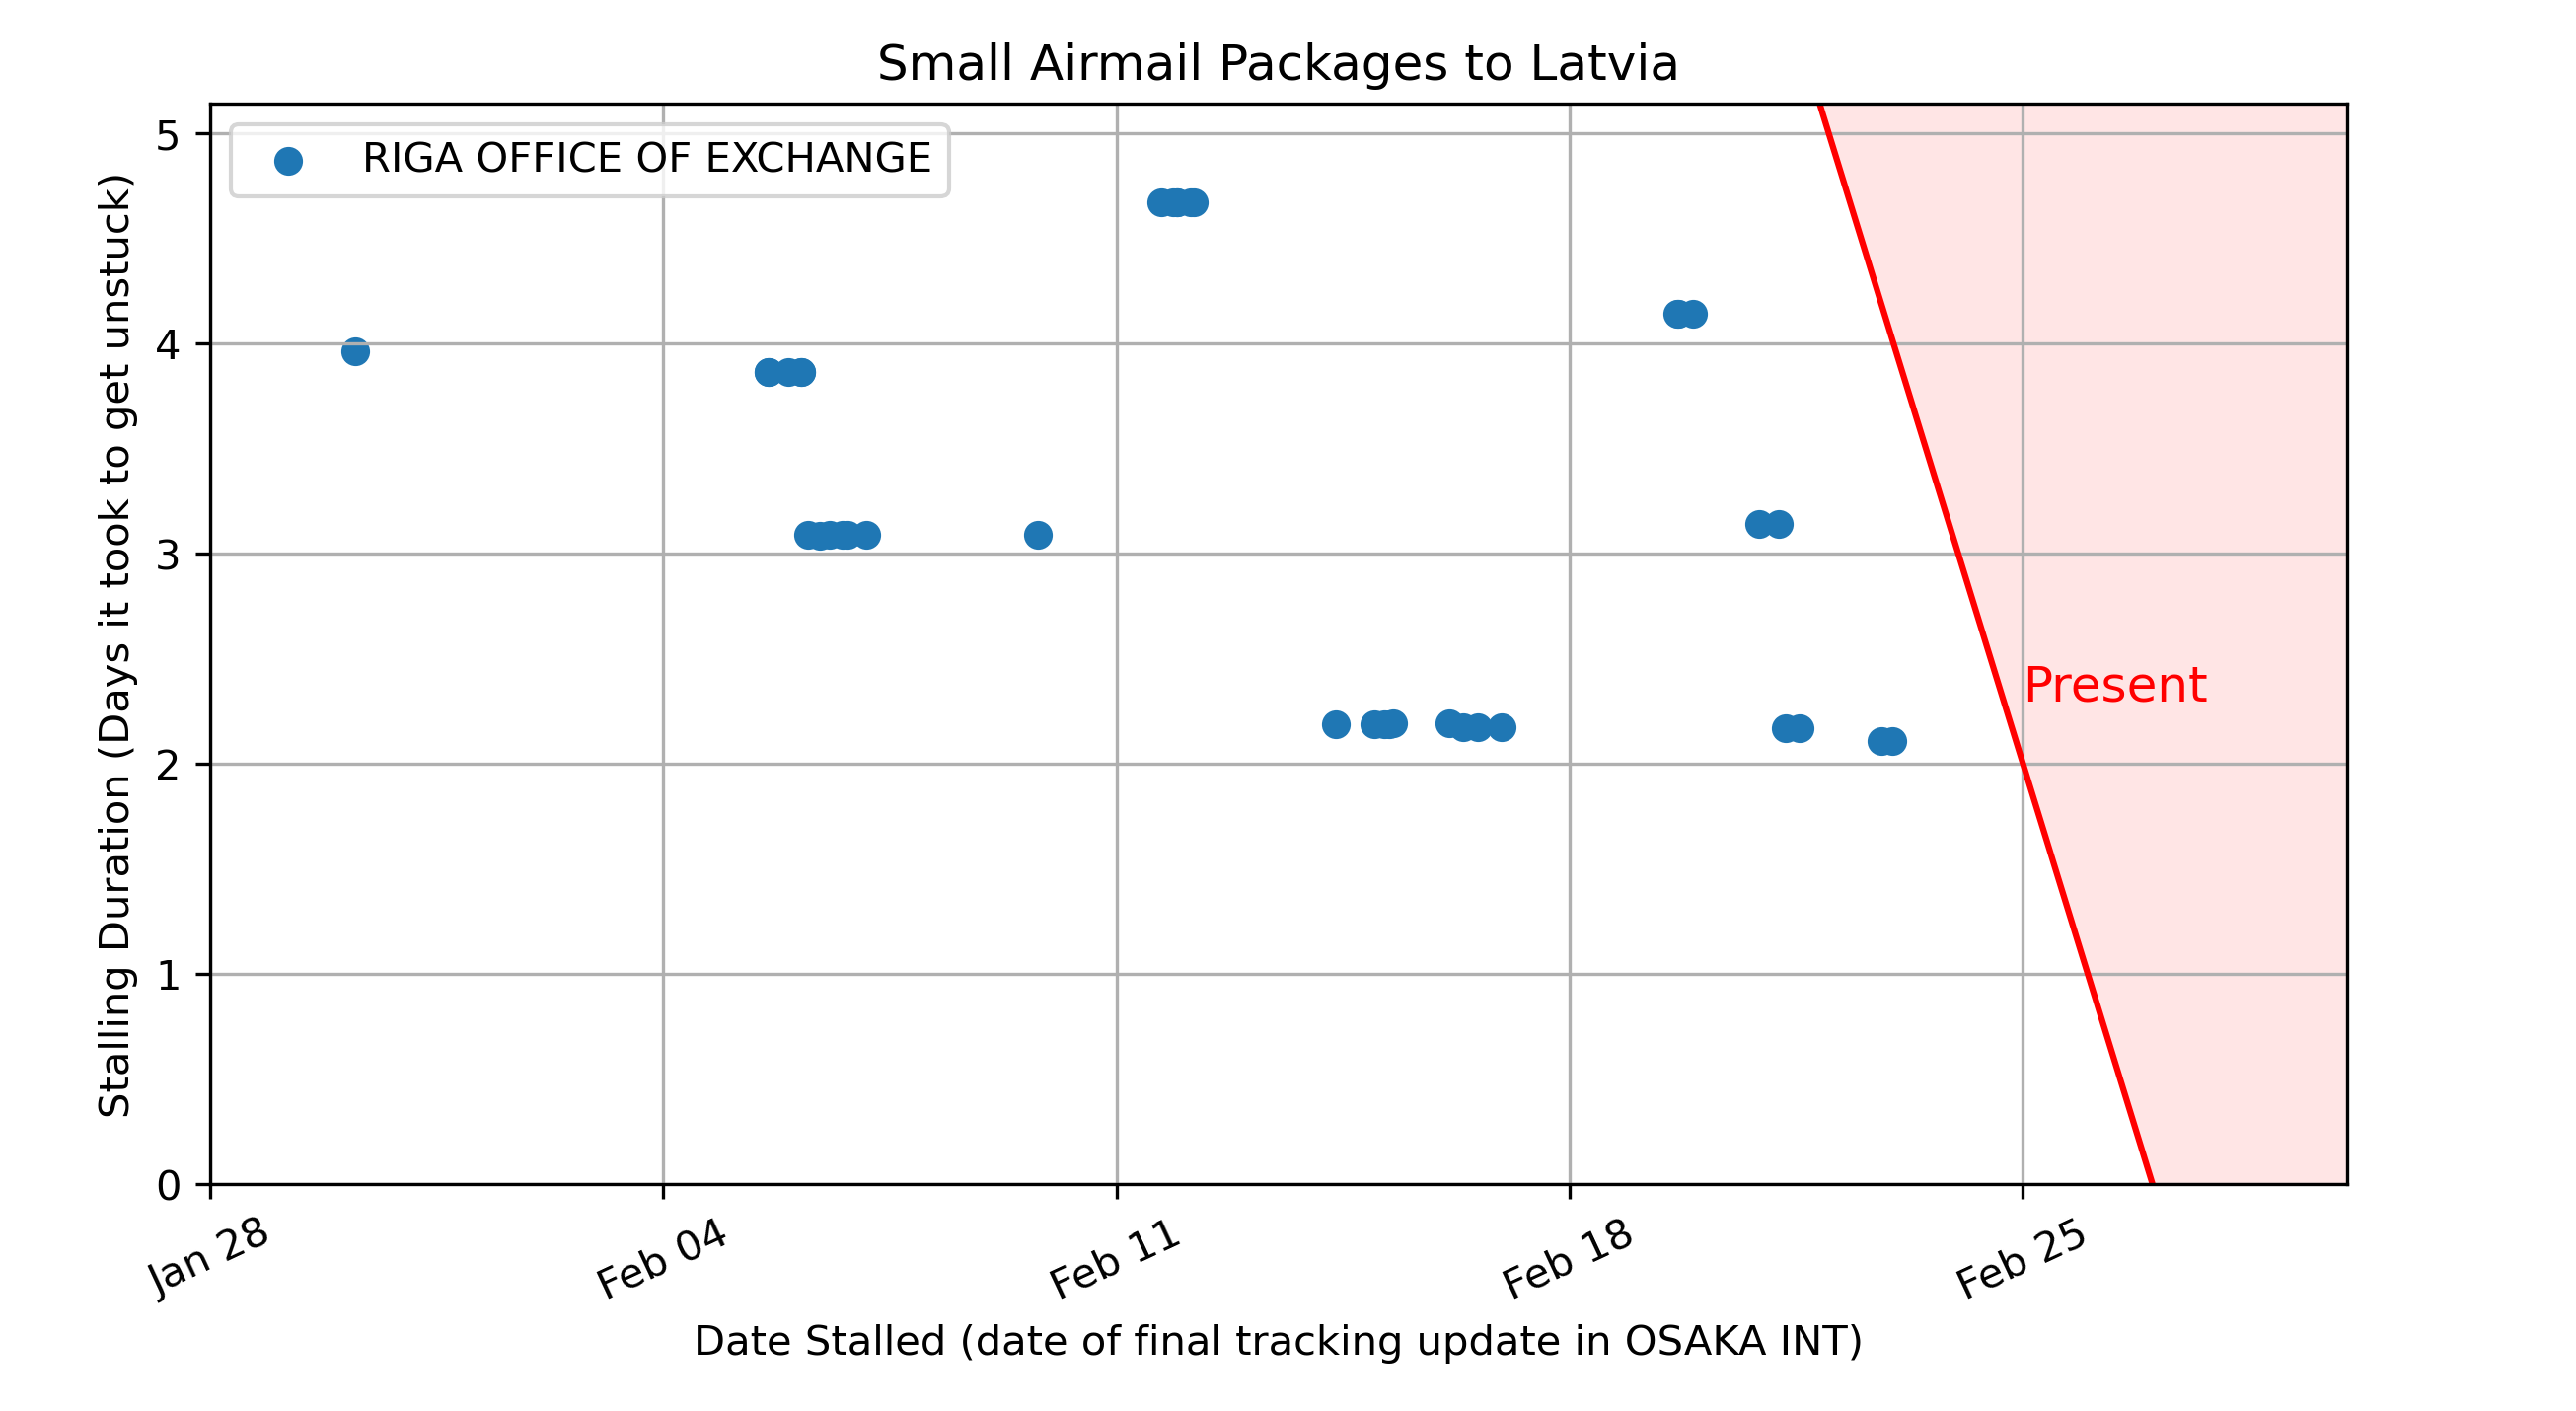 Small Airmail Packages to Latvia
RIGA OFFICE OF EXCHANGE
Stalling Duration (Days it took to get unstuck)
5
4
3
2
1
0
Present
Jan 28
Feb 04
Feb 11
Feb 18
Feb 25
Date Stalled (date of final tracking update in OSAKA INT)